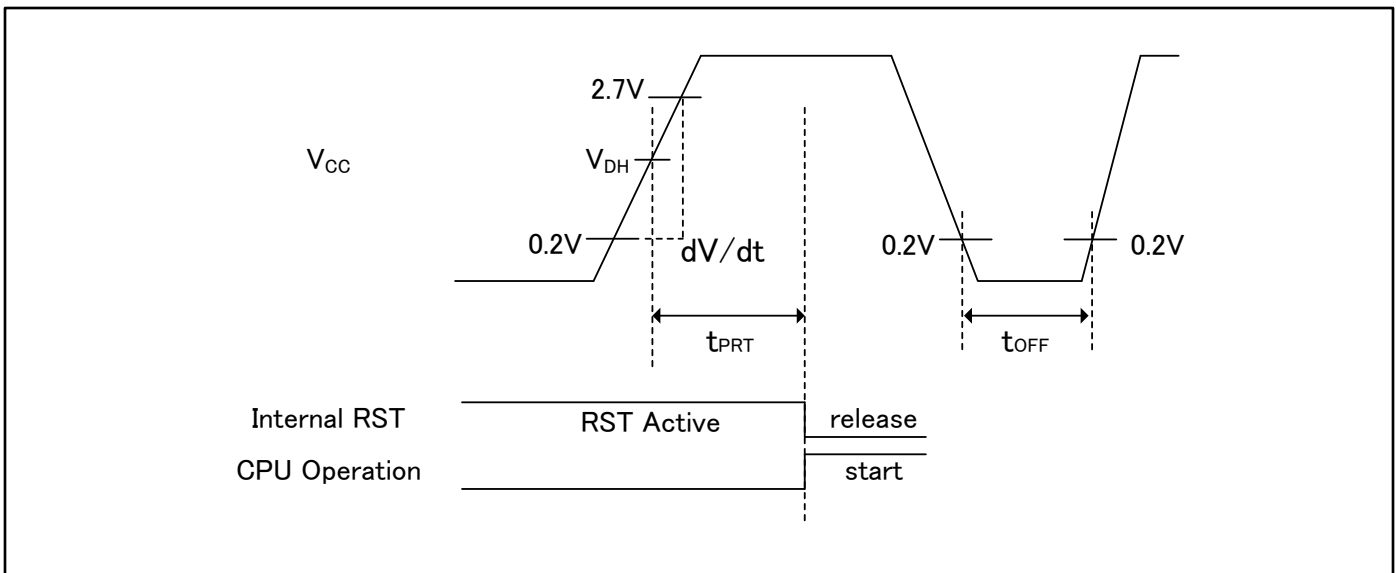 2.7V
VCC
VDH
0.2V
dV/dt
0.2V
0.2V
tPRT
tOFF
Internal RST
RST Active
release
CPU Operation
start